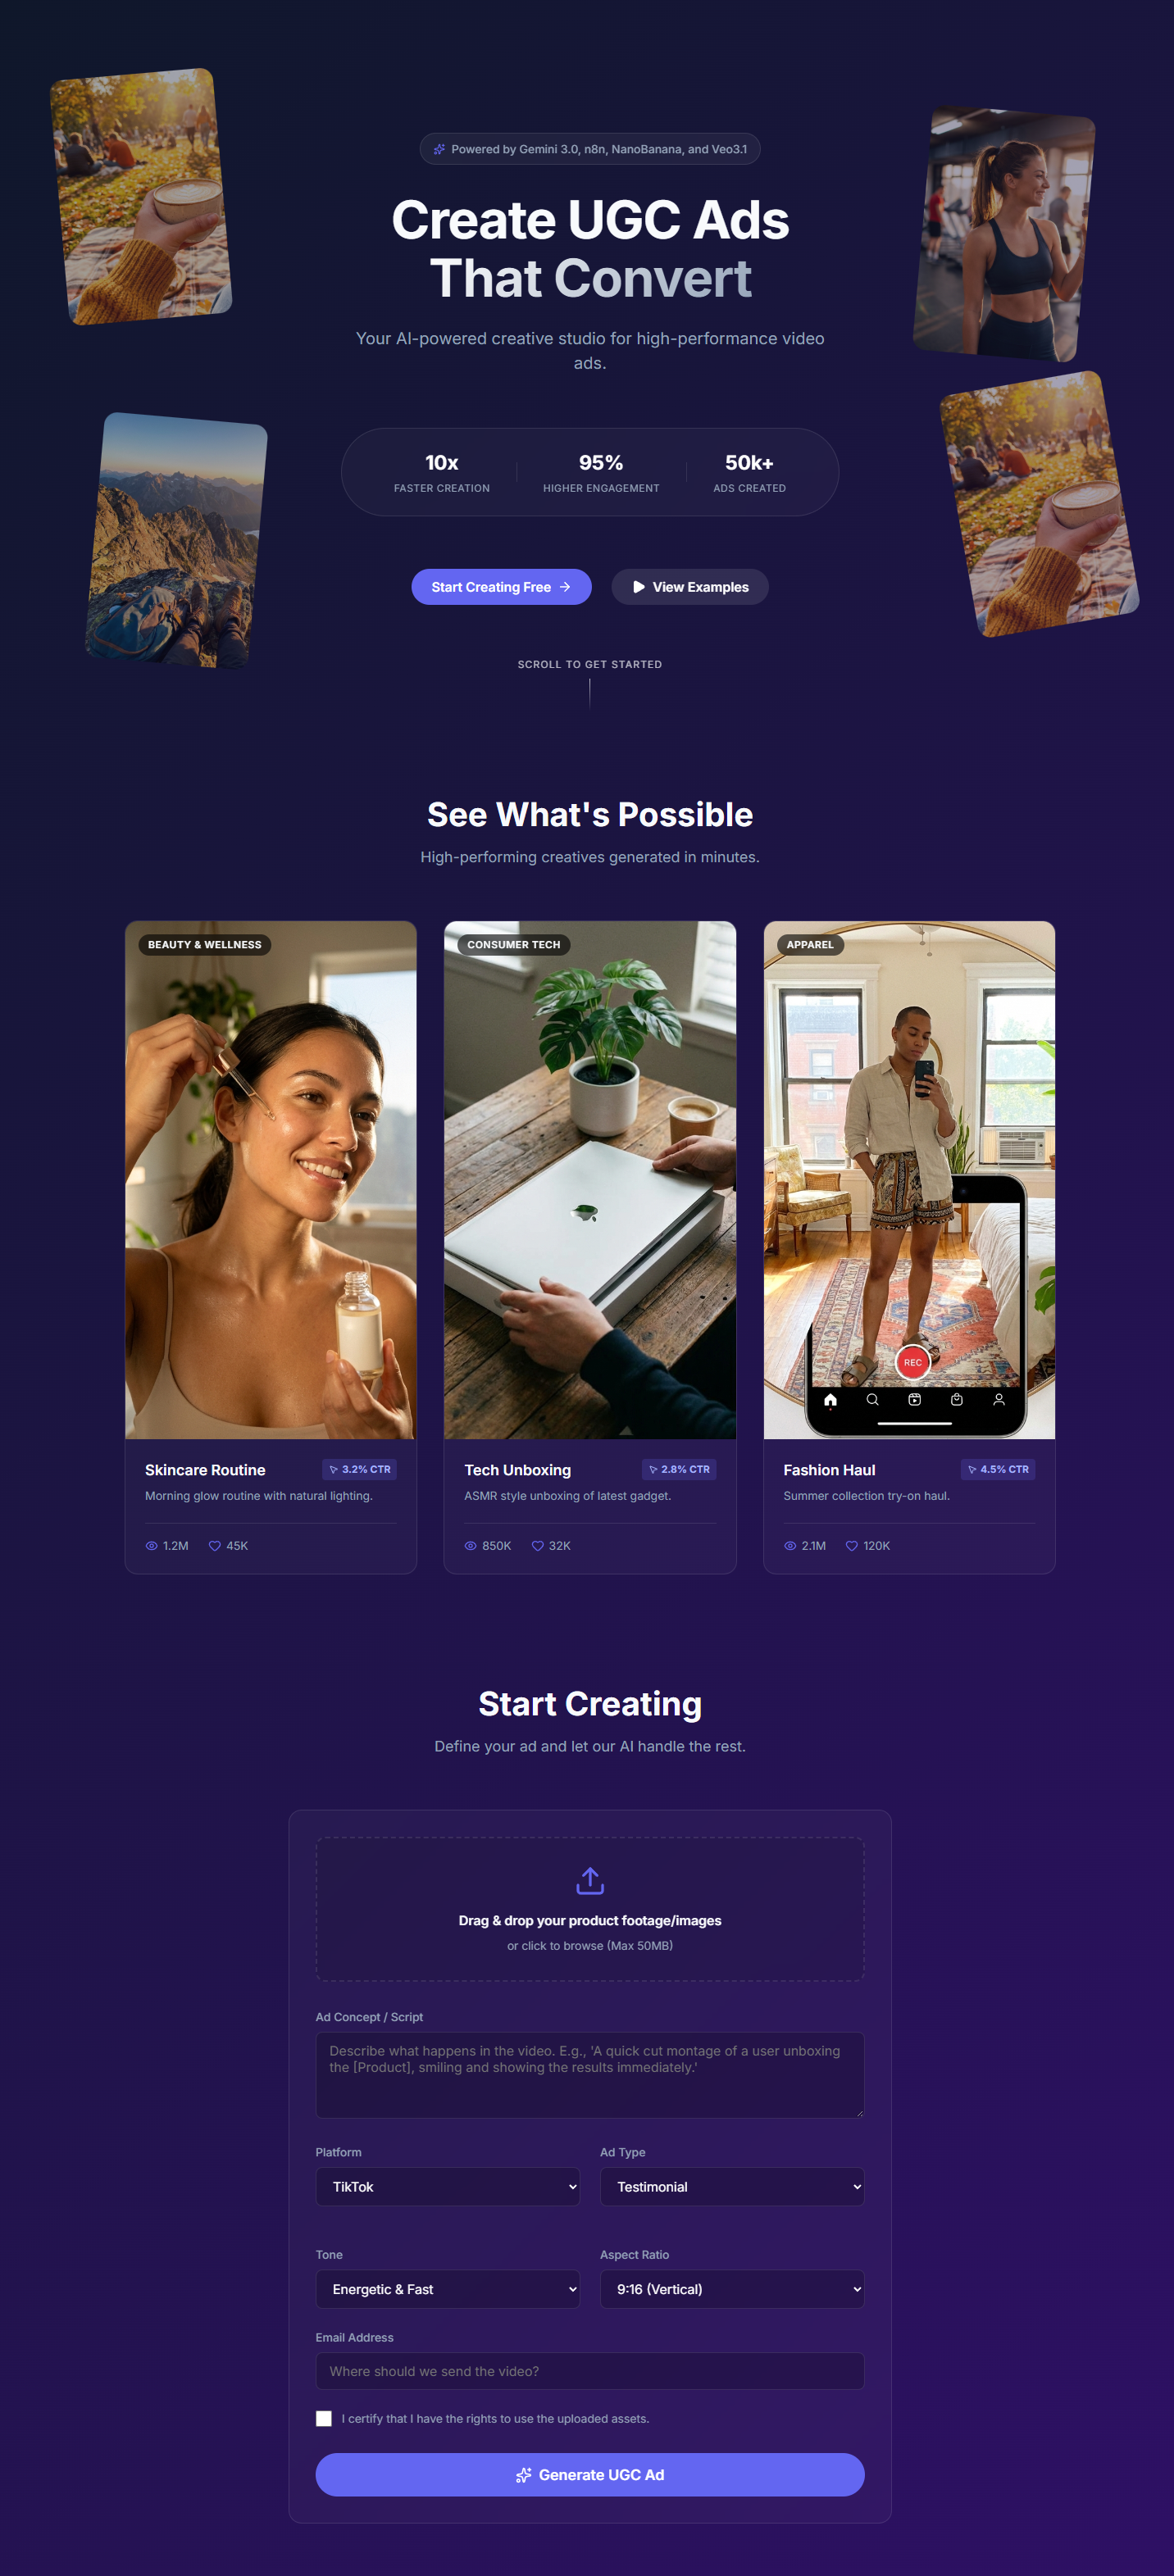 Powered by Gemini 3.0, n8n, NanoBanana, and Veo3.1
Create UGC Ads
That Convert
Your AI-powered creative studio for high-performance video
ads.
10x
FASTER CREATION
95%
HIGHER ENGAGEMENT
50k+
ADS CREATED
Start Creating Free
View Examples
SCROLL TO GET STARTED
See What's Possible
High-performing creatives generated in minutes.
BEAUTY & WELLNESS
Skincare Routine
3.2% CTR
Morning glow routine with natural lighting.
1.2M
45K
CONSUMER TECH
Tech Unboxing
2.8% CTR
ASMR style unboxing of latest gadget.
850K
32K
APPAREL
REC
Fashion Haul
4.5% CTR
Summer collection try-on haul.
2.1M
120K
Start Creating
Define your ad and let our AI handle the rest.
Drag & drop your product footage/images
or click to browse (Max 50MB)
Ad Concept / Script
Describe what happens in the video. E.g., 'A quick cut montage of a user unboxing
the [Product], smiling and showing the results immediately.'
Platform
TikTok
Ad Type
Testimonial
Tone
Energetic & Fast
Aspect Ratio
9:16 (Vertical)
Email Address
Where should we send the video?
I certify that I have the rights to use the uploaded assets.
Generate UGC Ad